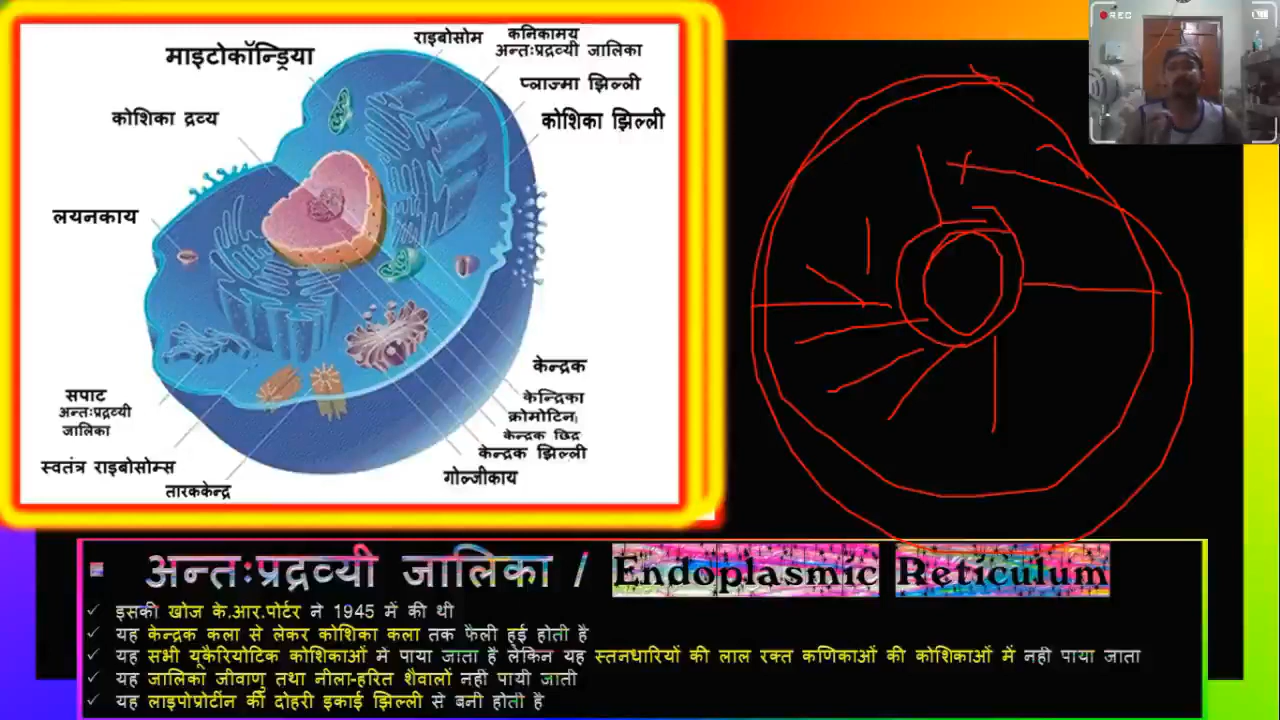 माइटोकॉन्ड्रिया
राइबोसोम
कनिकामय
अन्तःप्रद्रव्यी जालिका
प्लाज्मा झिल्ली
कोशिका झिल्ली
कोशिका द्रव्य
लयनकाय
केन्द्रक
केन्द्रिका
क्रोमोटिन
केन्द्रक छिद्र
केन्द्रक झिल्ली
गोल्जीकाय
सपाट
अन्तःप्रद्रव्यी
जालिका
स्वतंत्र राइबोसोम्स
तारककेन्द्र
REC
अन्तःप्रद्रव्यी जालिका / Endoplasmic Reticulum
✓ इसकी खोज के.आर.पोर्टर ने 1945 में की थी
✓ यह केन्द्रक कला से लेकर कोशिका कला तक फैली हुई होती है
✓ यह सभी यूकैरियोटिक कोशिकाओं में पाया जाता है लेकिन यह स्तनधारियों की लाल रक्त कणिकाओं की कोशिकाओं में नही पाया जाता
✓ यह जालिका जीवाणु तथा नीला-हरित शैवालों नहीं पायी जाती
✓ यह लाइपोप्रोटीन की दोहरी इकाई झिल्ली से बनी होती है